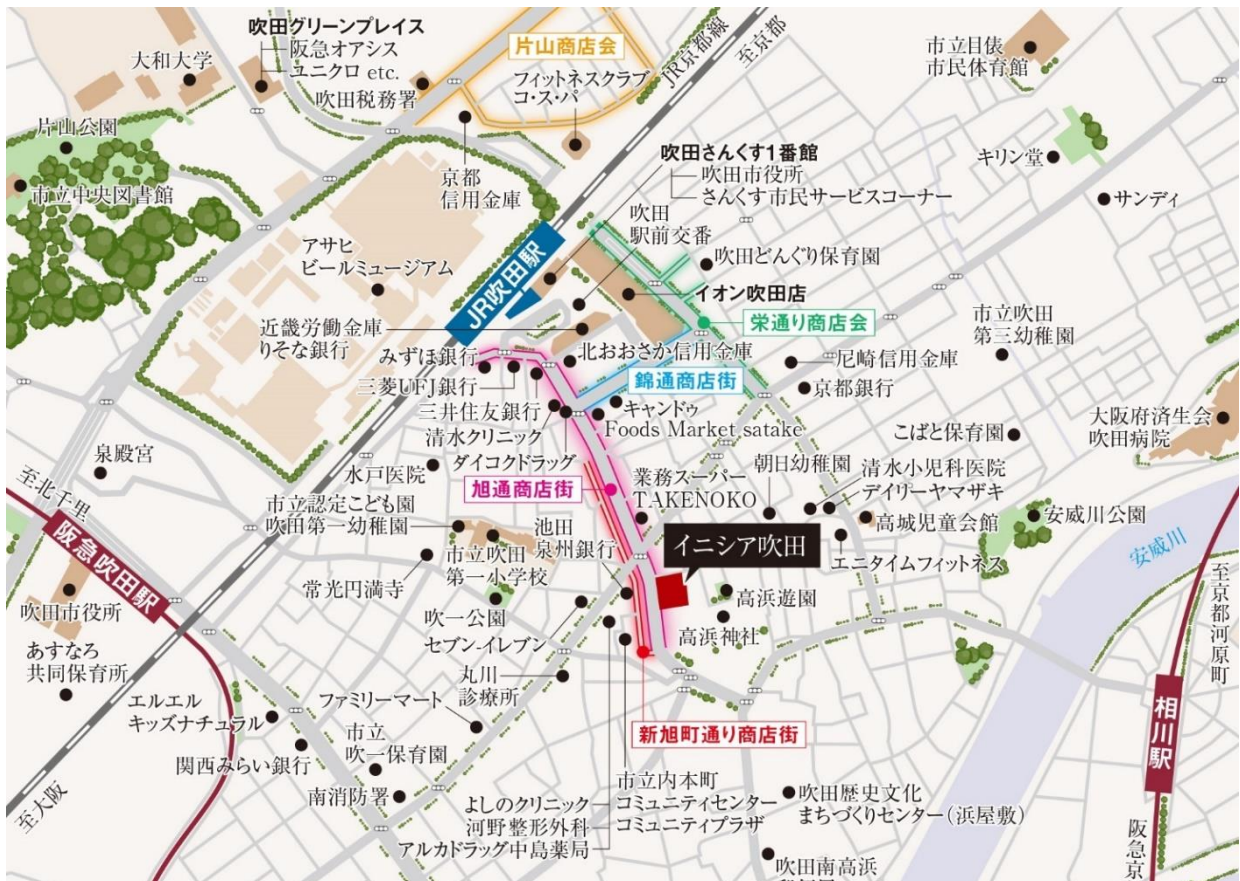 吹田グリーンプレイス
阪急オアシス
ユニクロ etc.
大和大学
吹田税務署
片山商店会
フィットネスクラブ
コ・ス・パ
JR京都線
至京都
市立目俵
市民体育館
片山公園
市立中央図書館
京都
信用金庫
吹田さんくす1番館
吹田市役所
さんくす市民サービスコーナー
キリン堂
サンディ
吹田
駅前交番
アサヒ
ビールミュージアム
JR吹田駅
吹田どんぐり保育園
イオン吹田店
栄通り商店会
市立吹田
第三幼稚園
近畿労働金庫
りそな銀行
みずほ銀行
三菱UFJ銀行
三井住友銀行
北おおさか信用金庫
錦通商店街
尼崎信用金庫
京都銀行
キャンドゥ
Foods Market satake
清水クリニック
ダイコクドラッグ
大阪府済生会
吹田病院
こばと保育園
泉殿宮
水戸医院
旭通商店街
業務スーパー
TAKENOKO
朝日幼稚園
清水小児科医院
デイリーヤマザキ
高城児童会館
安威川公園
安威川
至北千里
阪急吹田駅
市立認定こども園
吹田第一幼稚園
市立吹田
第一小学校
池田
泉州銀行
イニシア吹田
エニタイムフィットネス
常光円満寺
吹一公園
高浜遊園
高浜神社
吹田市役所
あすなろ
共同保育所
セブン-イレブン
丸川
診療所
至京都河原町
相川駅
エルエル
キッズナチュラル
ファミリーマート
新旭町通り商店街
関西みらい銀行
市立
吹一保育園
南消防署
至大阪
よしのクリニック
河野整形外科
アルカドラッグ中島薬局
市立内本町
コミュニティセンター
コミュニティプラザ
吹田歴史文化
まちづくりセンター(浜屋敷)
吹田南高浜
阪急京